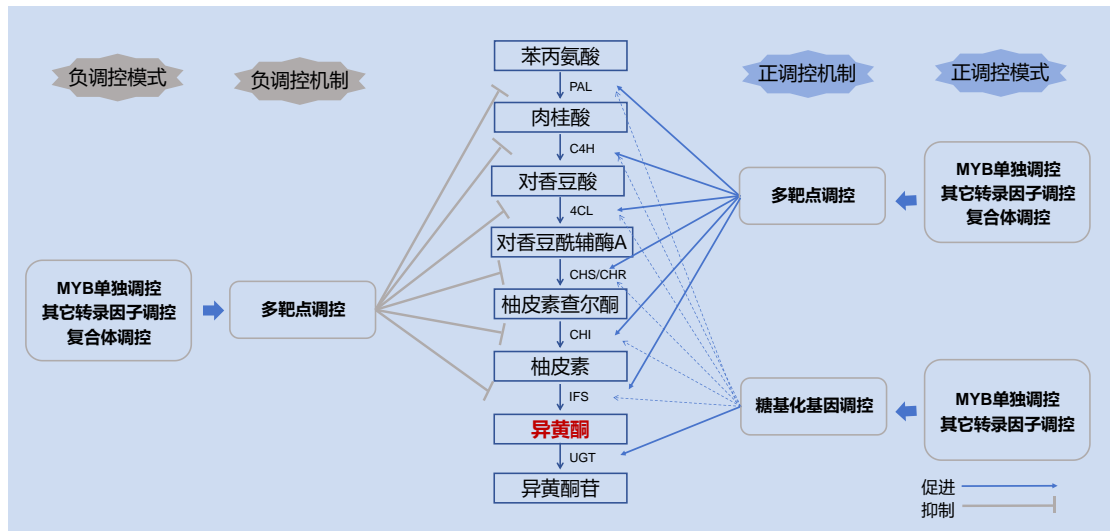 负调控模式
负调控机制
正调控机制
正调控模式
苯丙氨酸
PAL
肉桂酸
C4H
对香豆酸
4CL
对香豆酰辅酶A
CHS/CHR
柚皮素查尔酮
CHI
柚皮素
IFS
异黄酮
UGT
异黄酮苷
MYB单独调控
其它转录因子调控
复合体调控
多靶点调控
多靶点调控
MYB单独调控
其它转录因子调控
复合体调控
糖基化基因调控
MYB单独调控
其它转录因子调控
促进
抑制